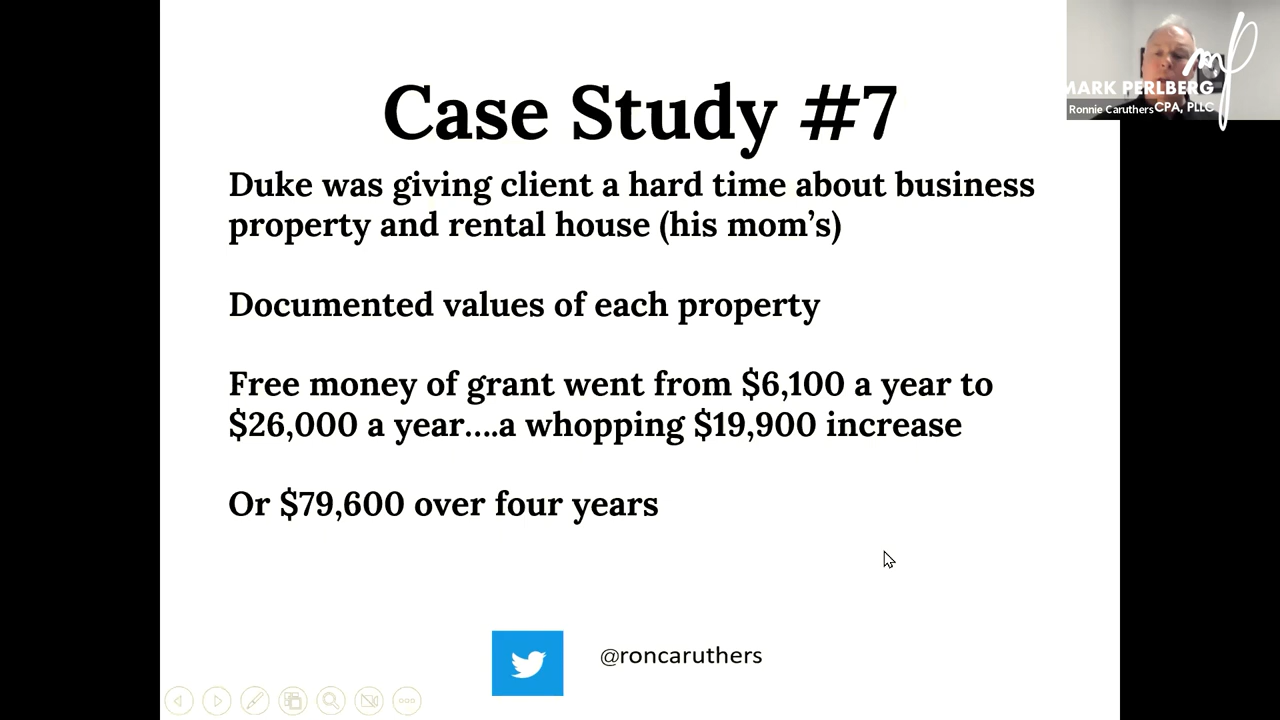 Case Study #7
Duke was giving client a hard time about business
property and rental house (his mom’s)
Documented values of each property
Free money of grant went from $6,100 a year to
$26,000 a year....a whopping $19,900 increase
Or $79,600 over four years
@roncaruthers
mp
MARK PERLBERG
CPA, PLLC
Ronnie Caruthers